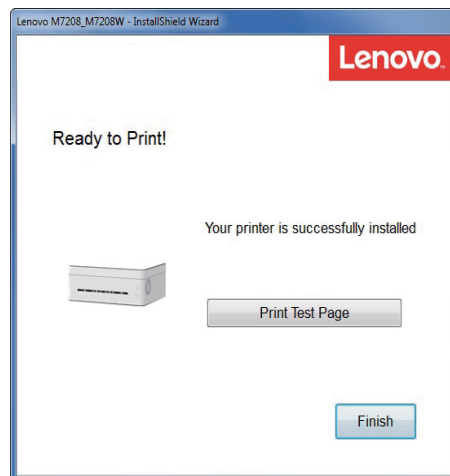 Lenovo M7208_M7208W - InstallShield Wizard
Lenovo.
Ready to Print!
Your printer is successfully installed
Print Test Page
Finish